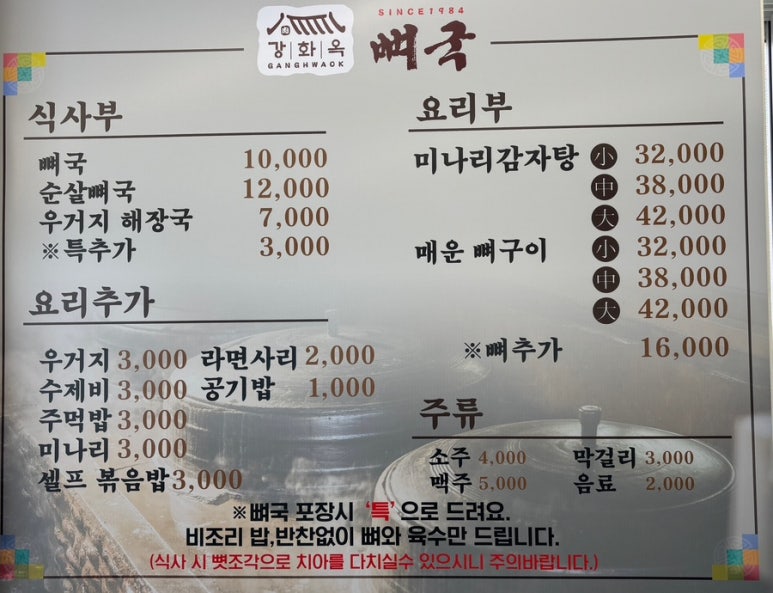 SINCE1984
강화옥 뼈국
GANGHWAOK
식사부
뼈국 10,000
순살뼈국 12,000
우거지 해장국 7,000
※특추가 3,000
요리추가
우거지 3,000 라면사리 2,000
수제비 3,000 공기밥 1,000
주먹밥 3,000
미나리 3,000
셀프 볶음밥 3,000
요리부
미나리감자탕 小 32,000
中 38,000
大 42,000
매운 뼈구이 小 32,000
中 38,000
大 42,000
※뼈추가 16,000
주류
소주 4,000 막걸리 3,000
맥주 5,000 음료 2,000
※뼈국 포장시 '특'으로 드려요.
비조리 밥,반찬없이 뼈와 육수만 드립니다.
(식사 시 뼛조각으로 치아를 다치실수 있으시니 주의바랍니다.)